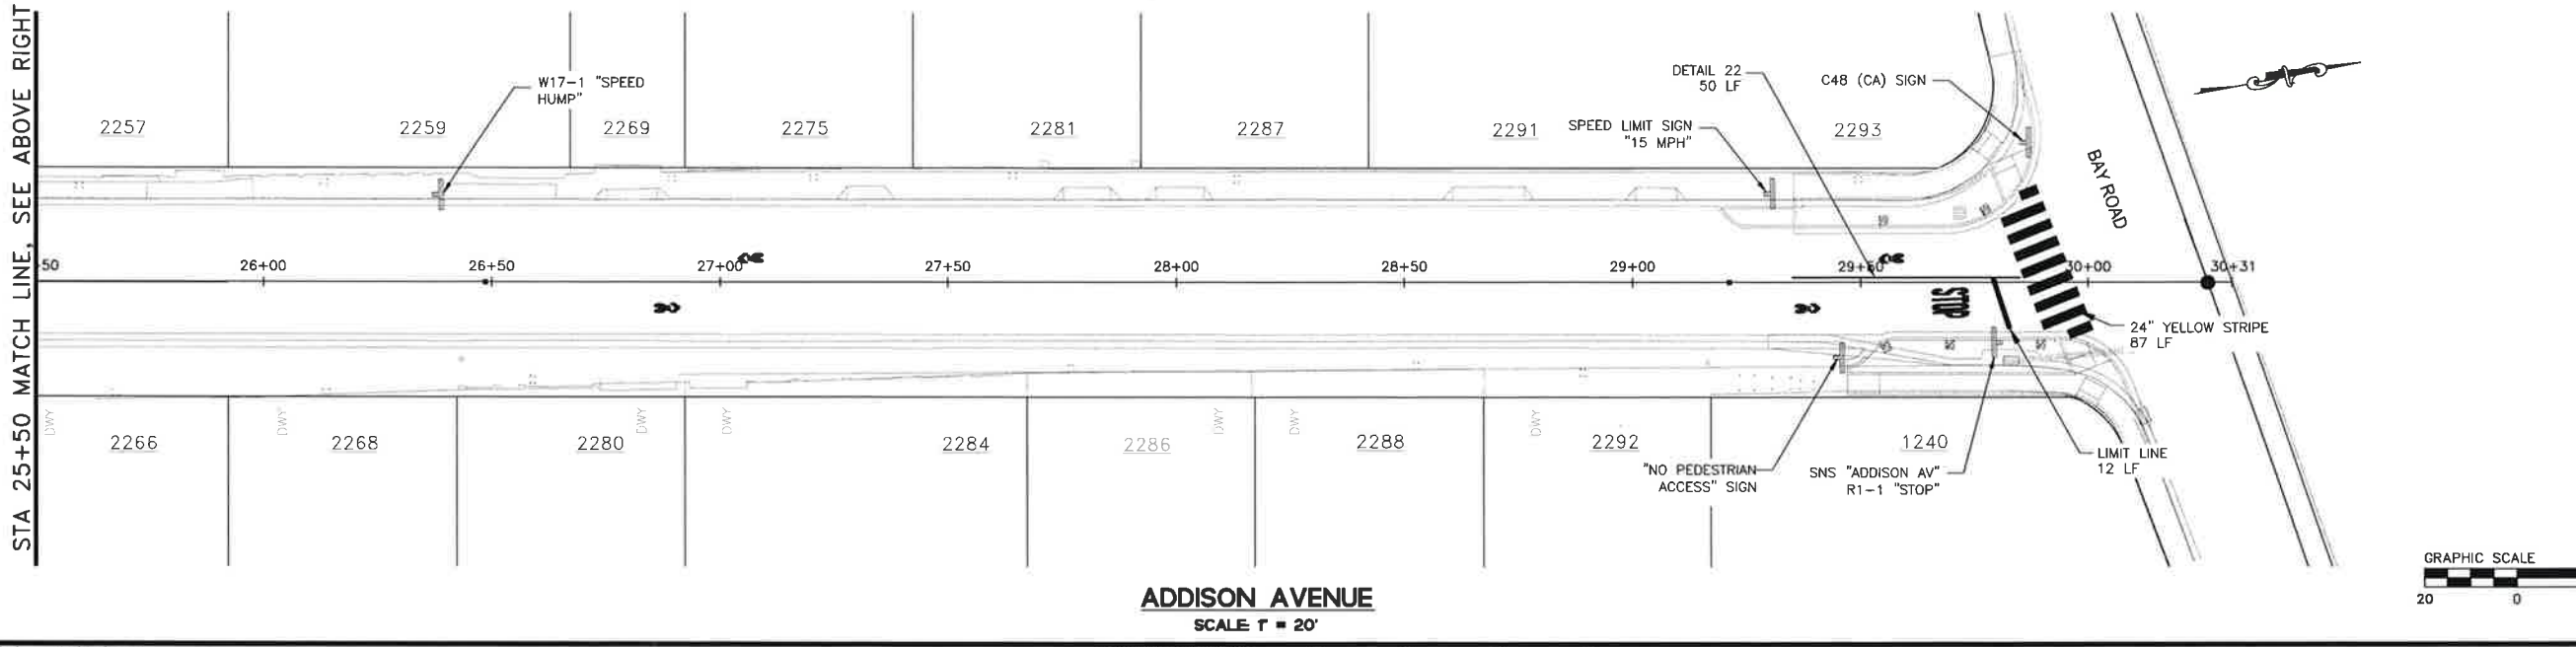 STA 25+50 MATCH LINE, SEE ABOVE RIGHT
W17-1 "SPEED
HUMP"
DETAIL 22
50 LF
C48 (CA) SIGN
SPEED LIMIT SIGN
"15 MPH"
2257
2259
2269
2275
2281
2287
2291
2293
BAY ROAD
50
26+00
26+50
27+00
27+50
28+00
28+50
29+00
29+50
30+00
30+31
STOP
24" YELLOW STRIPE
87 LF
DWY
DWY
DWY
DWY
DWY
DWY
DWY
2266
2268
2280
2284
2286
2288
2292
1240
"NO PEDESTRIAN
ACCESS" SIGN
SNS "ADDISON AV"
R1-1 "STOP"
LIMIT LINE
12 LF
GRAPHIC SCALE
20
0
ADDISON AVENUE
SCALE 1" = 20'